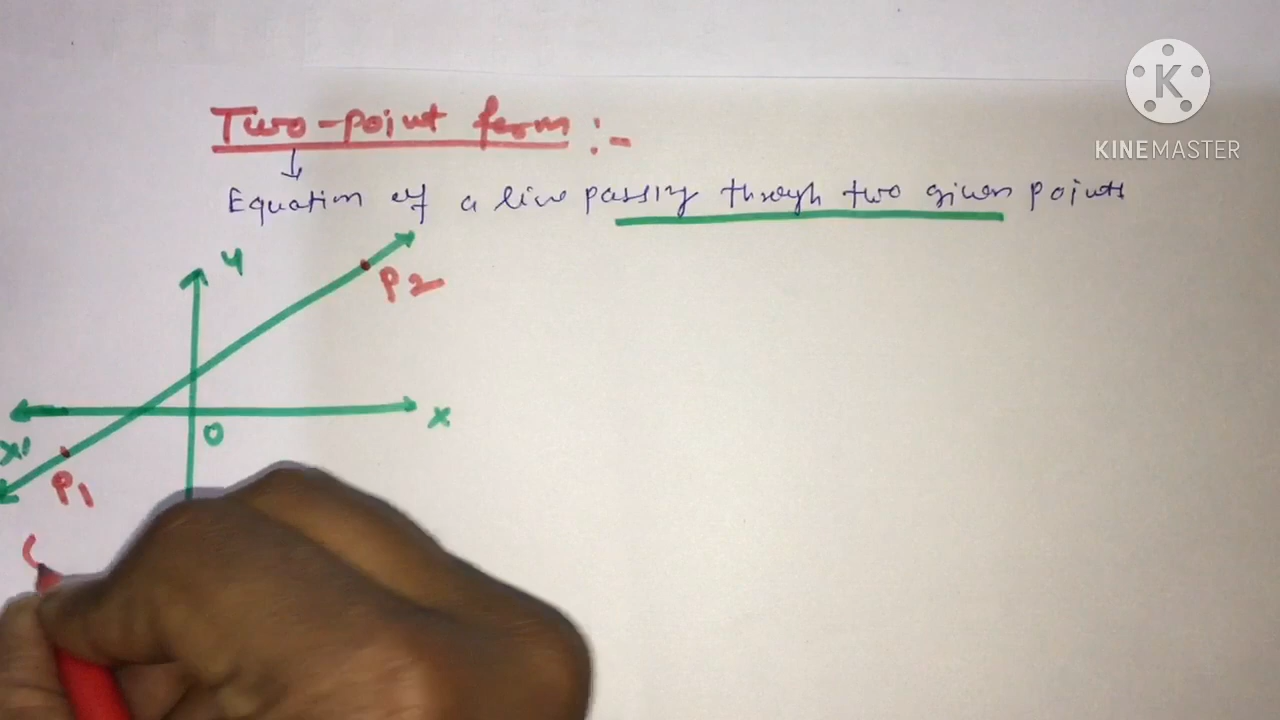 K
KINEMASTER
Two-point form :-
Equation of a line passing through two given points
Y
P2
X
O
X'
P1
(